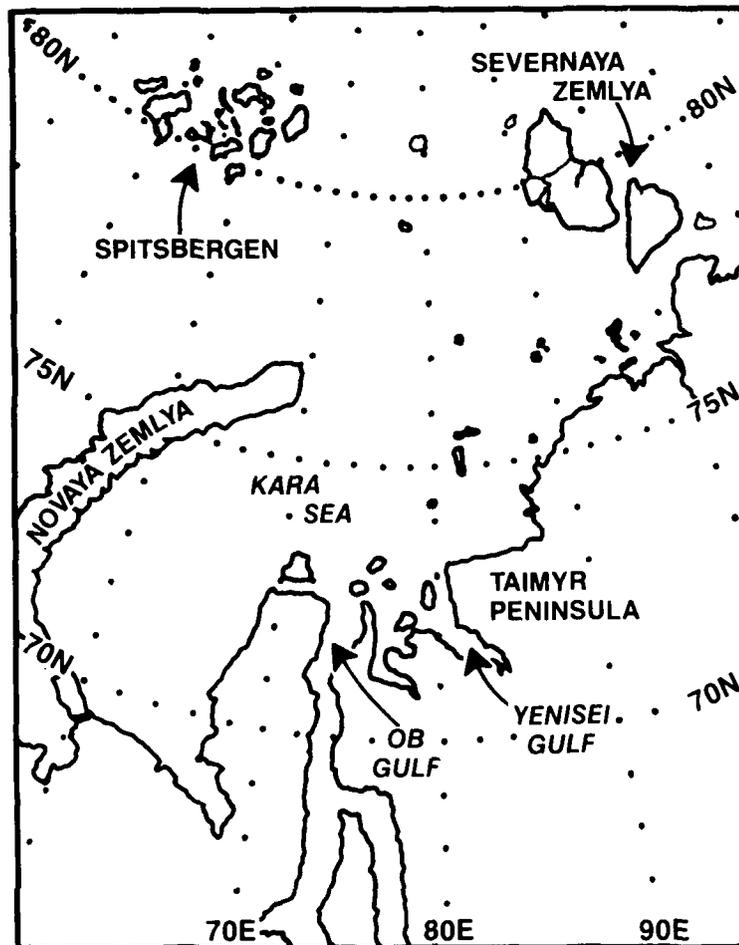 80N
SEVERNAYA
ZEMLYA
80N
SPITSBERGEN
75N
75N
NOVAYA ZEMLYA
KARA
SEA
TAIMYR
PENINSULA
70N
70N
YENISEI
GULF
OB
GULF
70E
80E
90E